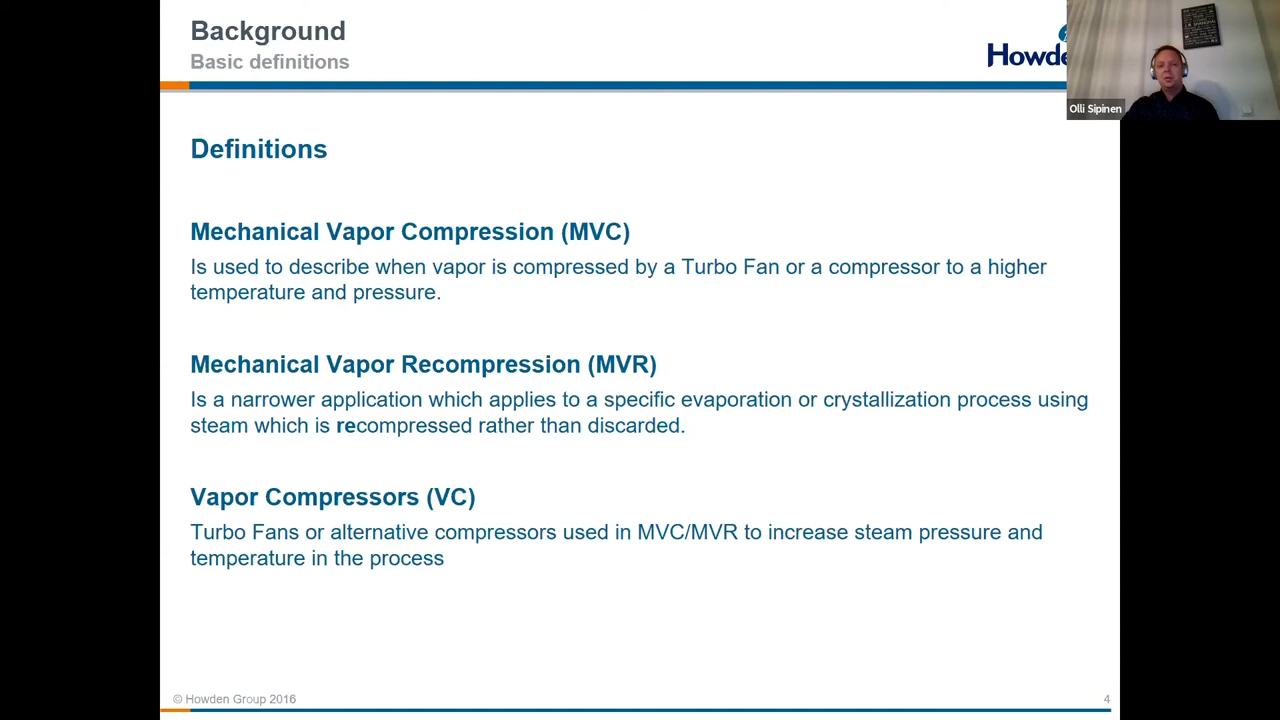 Background
Basic definitions
Howden
Olli Sipinen
Definitions
Mechanical Vapor Compression (MVC)
Is used to describe when vapor is compressed by a Turbo Fan or a compressor to a higher
temperature and pressure.
Mechanical Vapor Recompression (MVR)
Is a narrower application which applies to a specific evaporation or crystallization process using
steam which is recompressed rather than discarded.
Vapor Compressors (VC)
Turbo Fans or alternative compressors used in MVC/MVR to increase steam pressure and
temperature in the process
© Howden Group 2016
4